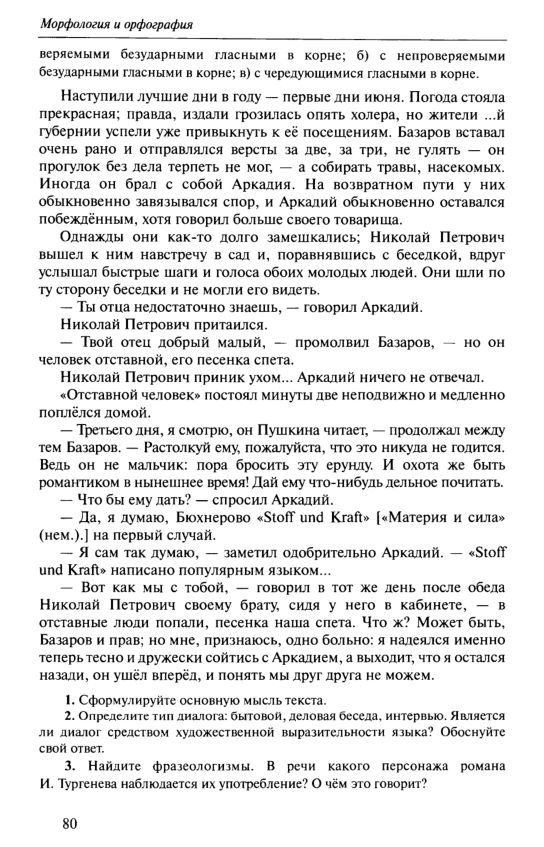 Морфология и орфография
веряемыми безударными гласными в корне; б) с непроверяемыми
безударными гласными в корне; в) с чередующимися гласными в корне.
Наступили лучшие дни в году — первые дни июня. Погода стояла
прекрасная; правда, издали грозилась опять холера, но жители ...й
губернии успели уже привыкнуть к её посещениям. Базаров вставал
очень рано и отправлялся версты за две, за три, не гулять — он
прогулок без дела терпеть не мог, — а собирать травы, насекомых.
Иногда он брал с собой Аркадия. На возвратном пути у них
обыкновенно завязывался спор, и Аркадий обыкновенно оставался
побеждённым, хотя говорил больше своего товарища.
Однажды они как-то долго замешкались; Николай Петрович
вышел к ним навстречу в сад и, поравнявшись с беседкой, вдруг
услышал быстрые шаги и голоса обоих молодых людей. Они шли по
ту сторону беседки и не могли его видеть.
— Ты отца недостаточно знаешь, — говорил Аркадий.
Николай Петрович притаился.
— Твой отец добрый малый, — промолвил Базаров, — но он
человек отставной, его песенка спета.
Николай Петрович приник ухом... Аркадий ничего не отвечал.
«Отставной человек» постоял минуты две неподвижно и медленно
поплёлся домой.
— Третьего дня, я смотрю, он Пушкина читает, — продолжал между
тем Базаров. — Растолкуй ему, пожалуйста, что это никуда не годится.
Ведь он не мальчик: пора бросить эту ерунду. И охота же быть
романтиком в нынешнее время! Дай ему что-нибудь дельное почитать.
— Что бы ему дать? — спросил Аркадий.
— Да, я думаю, Бюхнерово «Stoff und Kraft» [«Материя и сила»
(нем.).] на первый случай.
— Я сам так думаю, — заметил одобрительно Аркадий. — «Stoff
und Kraft» написано популярным языком...
— Вот как мы с тобой, — говорил в тот же день после обеда
Николай Петрович своему брату, сидя у него в кабинете, — в
отставные люди попали, песенка наша спета. Что ж? Может быть,
Базаров и прав; но мне, признаюсь, одно больно: я надеялся именно
теперь тесно и дружески сойтись с Аркадием, а выходит, что я остался
назади, он ушёл вперёд, и понять мы друг друга не можем.
1. Сформулируйте основную мысль текста.
2. Определите тип диалога: бытовой, деловая беседа, интервью. Является
ли диалог средством художественной выразительности языка? Обоснуйте
свой ответ.
3. Найдите фразеологизмы. В речи какого персонажа романа
И. Тургенева наблюдается их употребление? О чём это говорит?
80